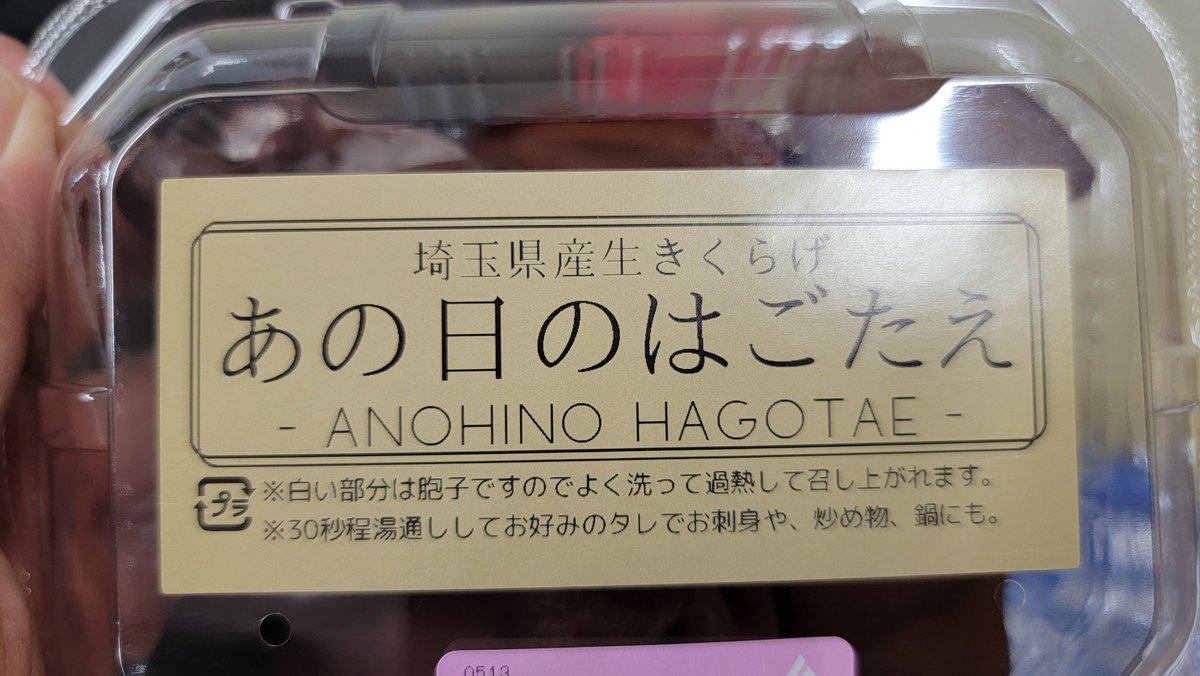 埼玉県産生きくらげ
あの日のはごたえ
- ANOHINO HAGOTAE -
※白い部分は胞子ですのでよく洗って過熱して召し上がれます。
プラ
※30秒程湯通ししてお好みのタレでお刺身や、炒め物、鍋にも。
0513